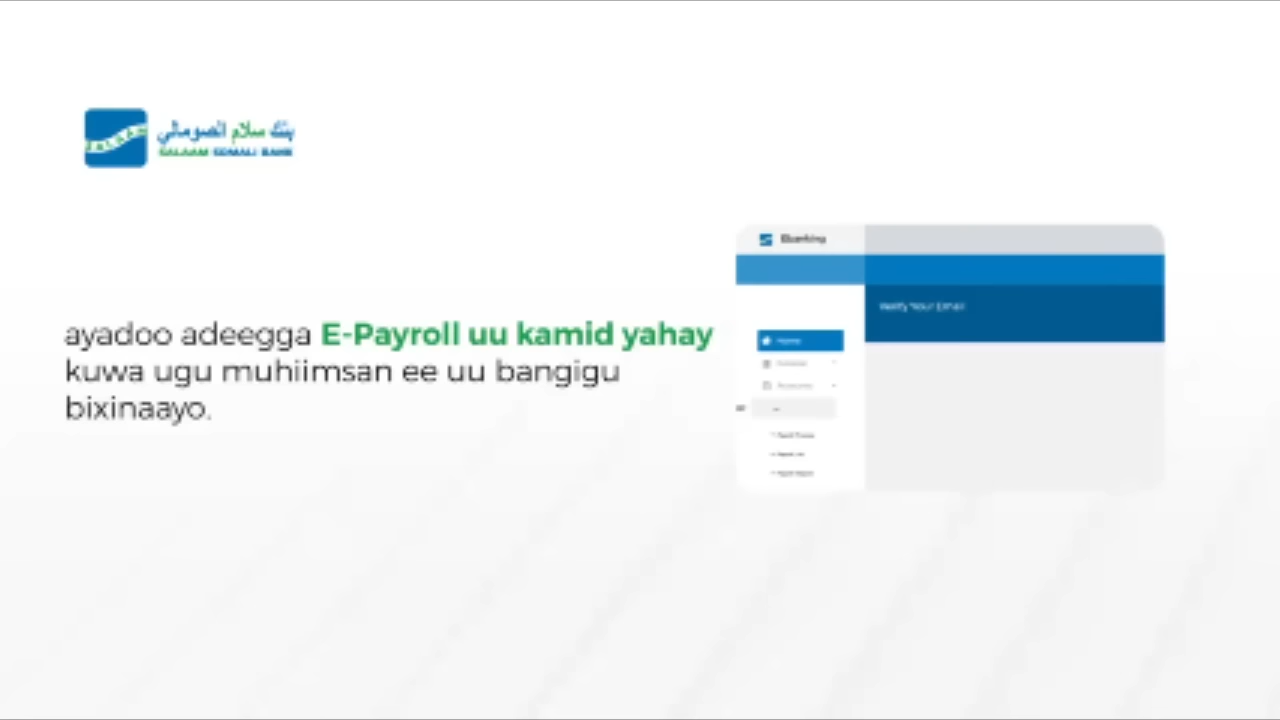 بنك سلام الصومالي
SALAAM SOMALI BANK
ayadoo adeegga E-Payroll uu kamid yahay
kuwa ugu muhiimsan ee uu bangigu
bixinaayo.
Ebanking
Verify Your Email
Home